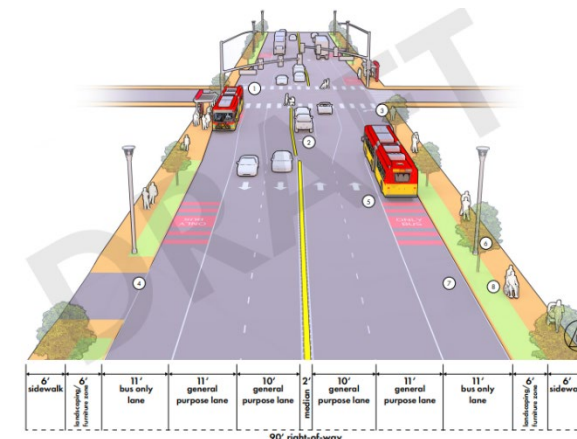 DRAFT
1
2
3
4
5
6
7
8
6' sidewalk
6' landscaping/ furniture zone
11' bus only lane
11' general purpose lane
10' general purpose lane
2' median
10' general purpose lane
11' general purpose lane
11' bus only lane
6' landscaping/ furniture zone
6' sidewa
90' right-of-way